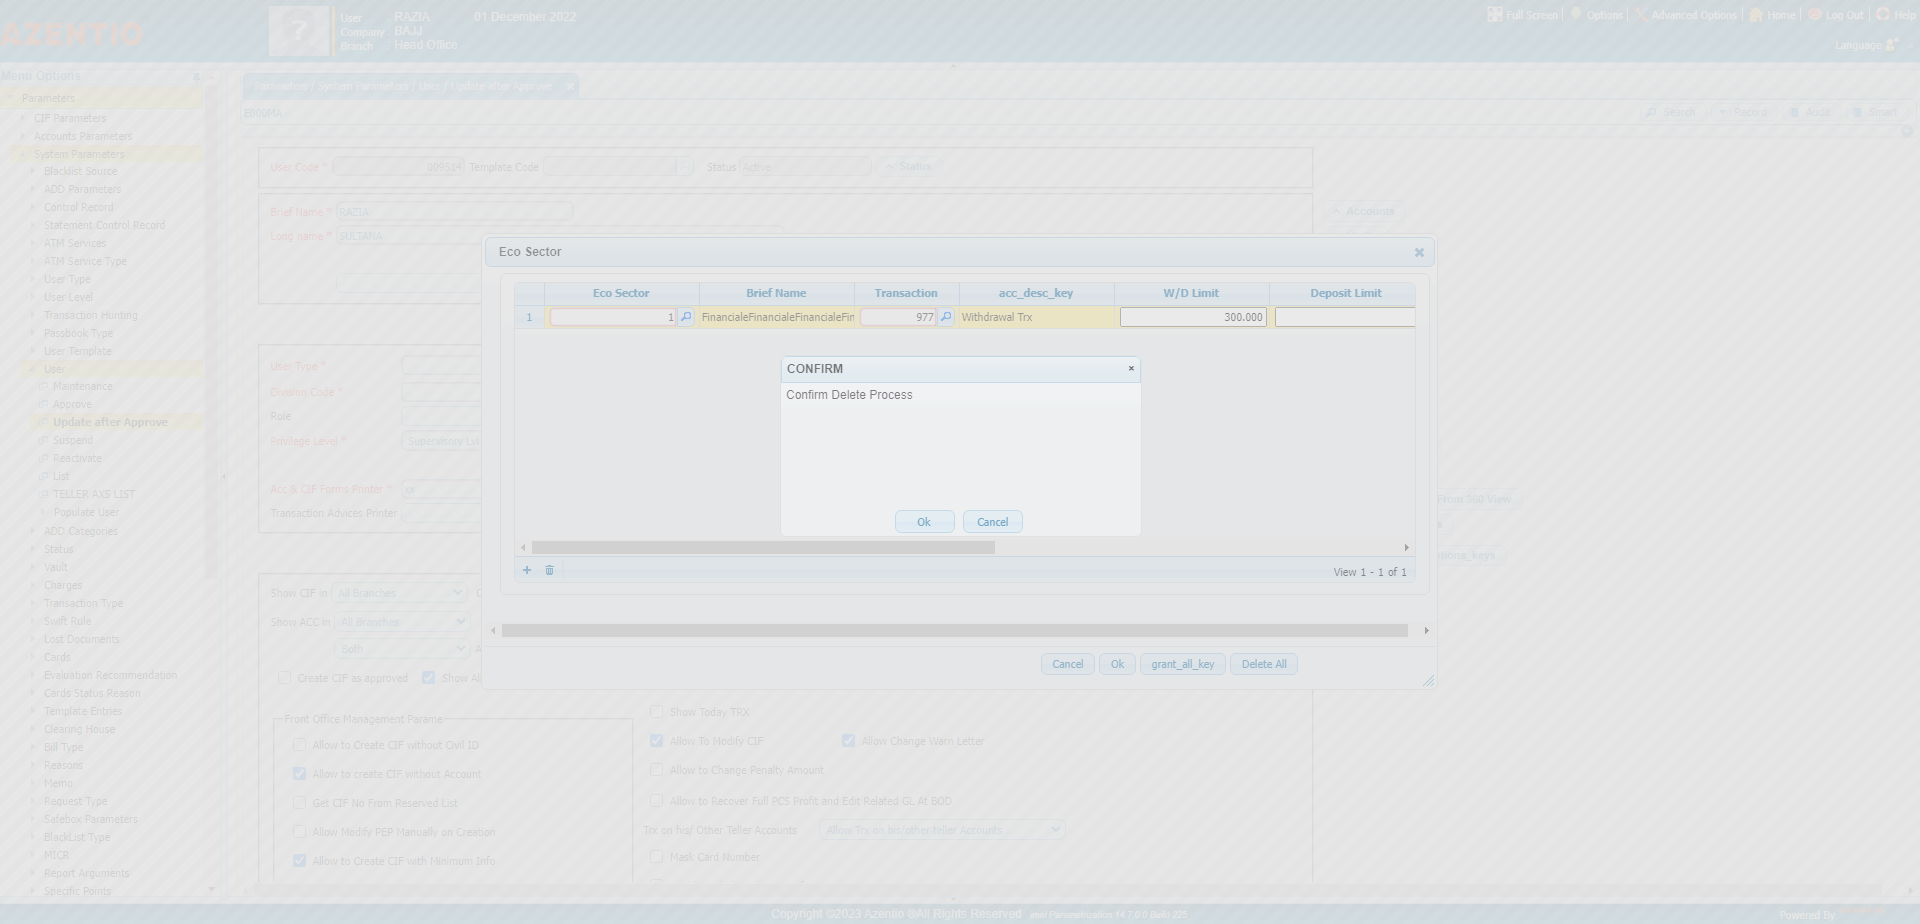 AZENTIO
?
User : RAZIA 01 December 2022
Company : BAJJ
Branch : Head Office
Full Screen | Options | Advanced Options | Home | Log Out | Help
Language
Menu Options
Parameters
CIF Parameters
Accounts Parameters
System Parameters
Blacklist Source
ADD Parameters
Control Record
Statement Control Record
ATM Services
ATM Service Type
User Type
User Level
Transaction Hunting
Passbook Type
User Template
User
Maintenance
Approve
Update after Approve
Suspend
Reactivate
List
TELLER AXS LIST
Populate User
ADD Categories
Status
Vault
Charges
Transaction Type
Swift Rule
Lost Documents
Cards
Evaluation Recommendation
Cards Status Reason
Template Entries
Clearing House
Bill Type
Reasons
Memo
Request Type
Safebox Parameters
BlackList Type
MICR
Report Arguments
Specific Points
Parameters / System Parameters / User / Update after Approve
E000MA
Search Record Audit Smart
User Code * 009514 Template Code Status Active Status
Brief Name * RAZIA
Long name * SULTANA
Accounts
User Type *
Division Code *
Role
Privilege Level * Supervisory Lvl
Acc & CIF Forms Printer * xx
Transaction Advices Printer
From 360 View
Show CIF in All Branches
Show ACC in All Branches
Both
Create CIF as approved Show Al
Eco Sector
Eco Sector Brief Name Transaction acc_desc_key W/D Limit Deposit Limit
1 1 FinancialeFinancialeFinancialeFin 977 Withdrawal Trx 300.000
CONFIRM
Confirm Delete Process
Ok Cancel
View 1 - 1 of 1
Cancel Ok grant_all_key Delete All
Front Office Management Parame
Allow to Create CIF without Civil ID
Allow to create CIF without Account
Get CIF No From Reserved List
Allow Modify PEP Manually on Creation
Allow to Create CIF with Minimum Info
Show Today TRX
Allow To Modify CIF Allow Change Warn Letter
Allow to Change Penalty Amount
Allow to Recover Full PCS Profit and Edit Related GL At BOD
Trx on his/ Other Teller Accounts Allow Trx on his/other teller Accounts
Mask Card Number
Copyright ©2023 Azentio @All Rights Reserved imal Parametrization 14.7.0.0 Build 225
Powered By